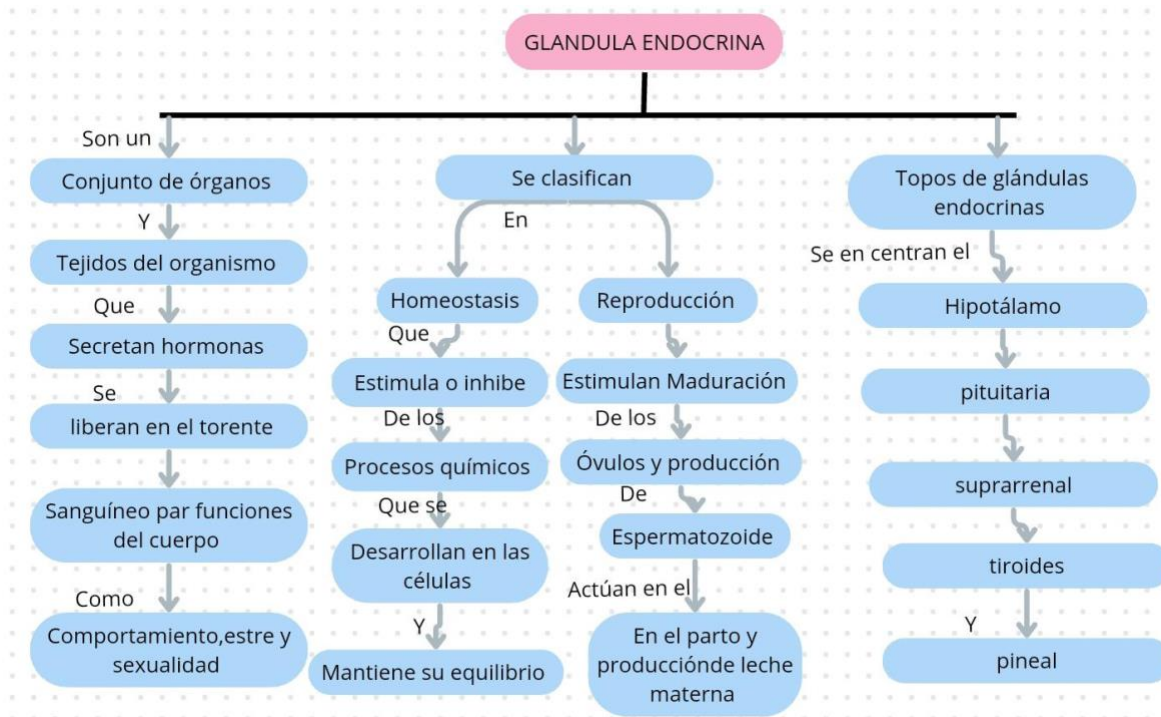 GLANDULA ENDOCRINA
Son un
Conjunto de órganos
Y
Tejidos del organismo
Que
Secretan hormonas
Se
liberan en el torente
Sanguíneo par funciones
del cuerpo
Como
Comportamiento,estre y
sexualidad
Se clasifican
En
Homeostasis
Que
Estimula o inhibe
De los
Procesos químicos
Que se
Desarrollan en las
células
Y
Mantiene su equilibrio
Reproducción
Estimulan Maduración
De los
Óvulos y producción
De
Espermatozoide
Actúan en el
En el parto y
producciónde leche
materna
Topos de glándulas
endocrinas
Se en centran el
Hipotálamo
pituitaria
suprarrenal
tiroides
Y
pineal